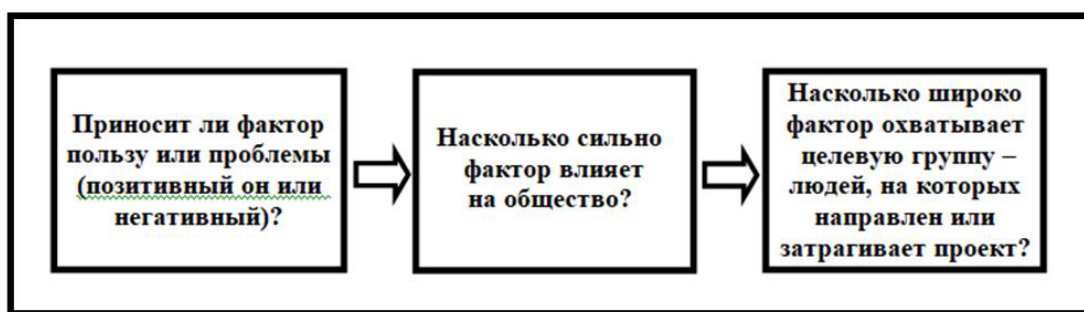 Приносит ли фактор
пользу или проблемы
(позитивный он или
негативный)?
Насколько сильно
фактор влияет
на общество?
Насколько широко
фактор охватывает
целевую группу –
людей, на которых
направлен или
затрагивает проект?